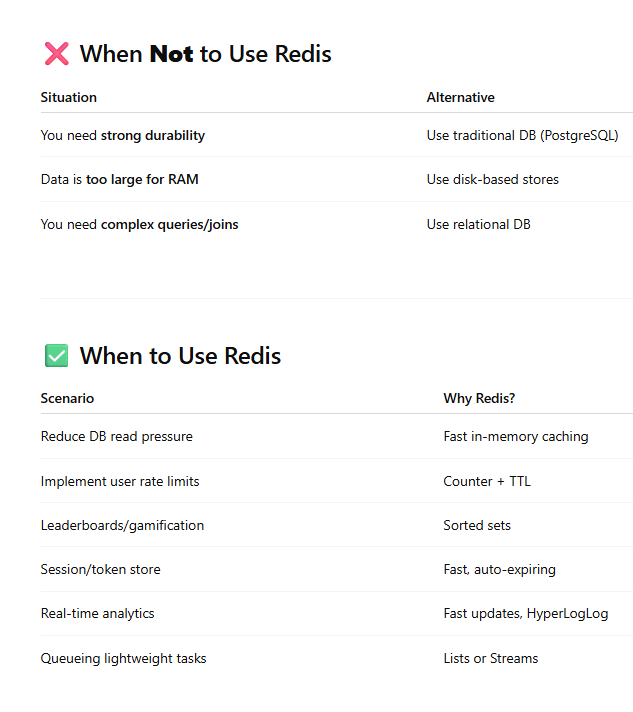 ❌ When Not to Use Redis
Situation Alternative
You need strong durability Use traditional DB (PostgreSQL)
Data is too large for RAM Use disk-based stores
You need complex queries/joins Use relational DB
✅ When to Use Redis
Scenario Why Redis?
Reduce DB read pressure Fast in-memory caching
Implement user rate limits Counter + TTL
Leaderboards/gamification Sorted sets
Session/token store Fast, auto-expiring
Real-time analytics Fast updates, HyperLogLog
Queueing lightweight tasks Lists or Streams